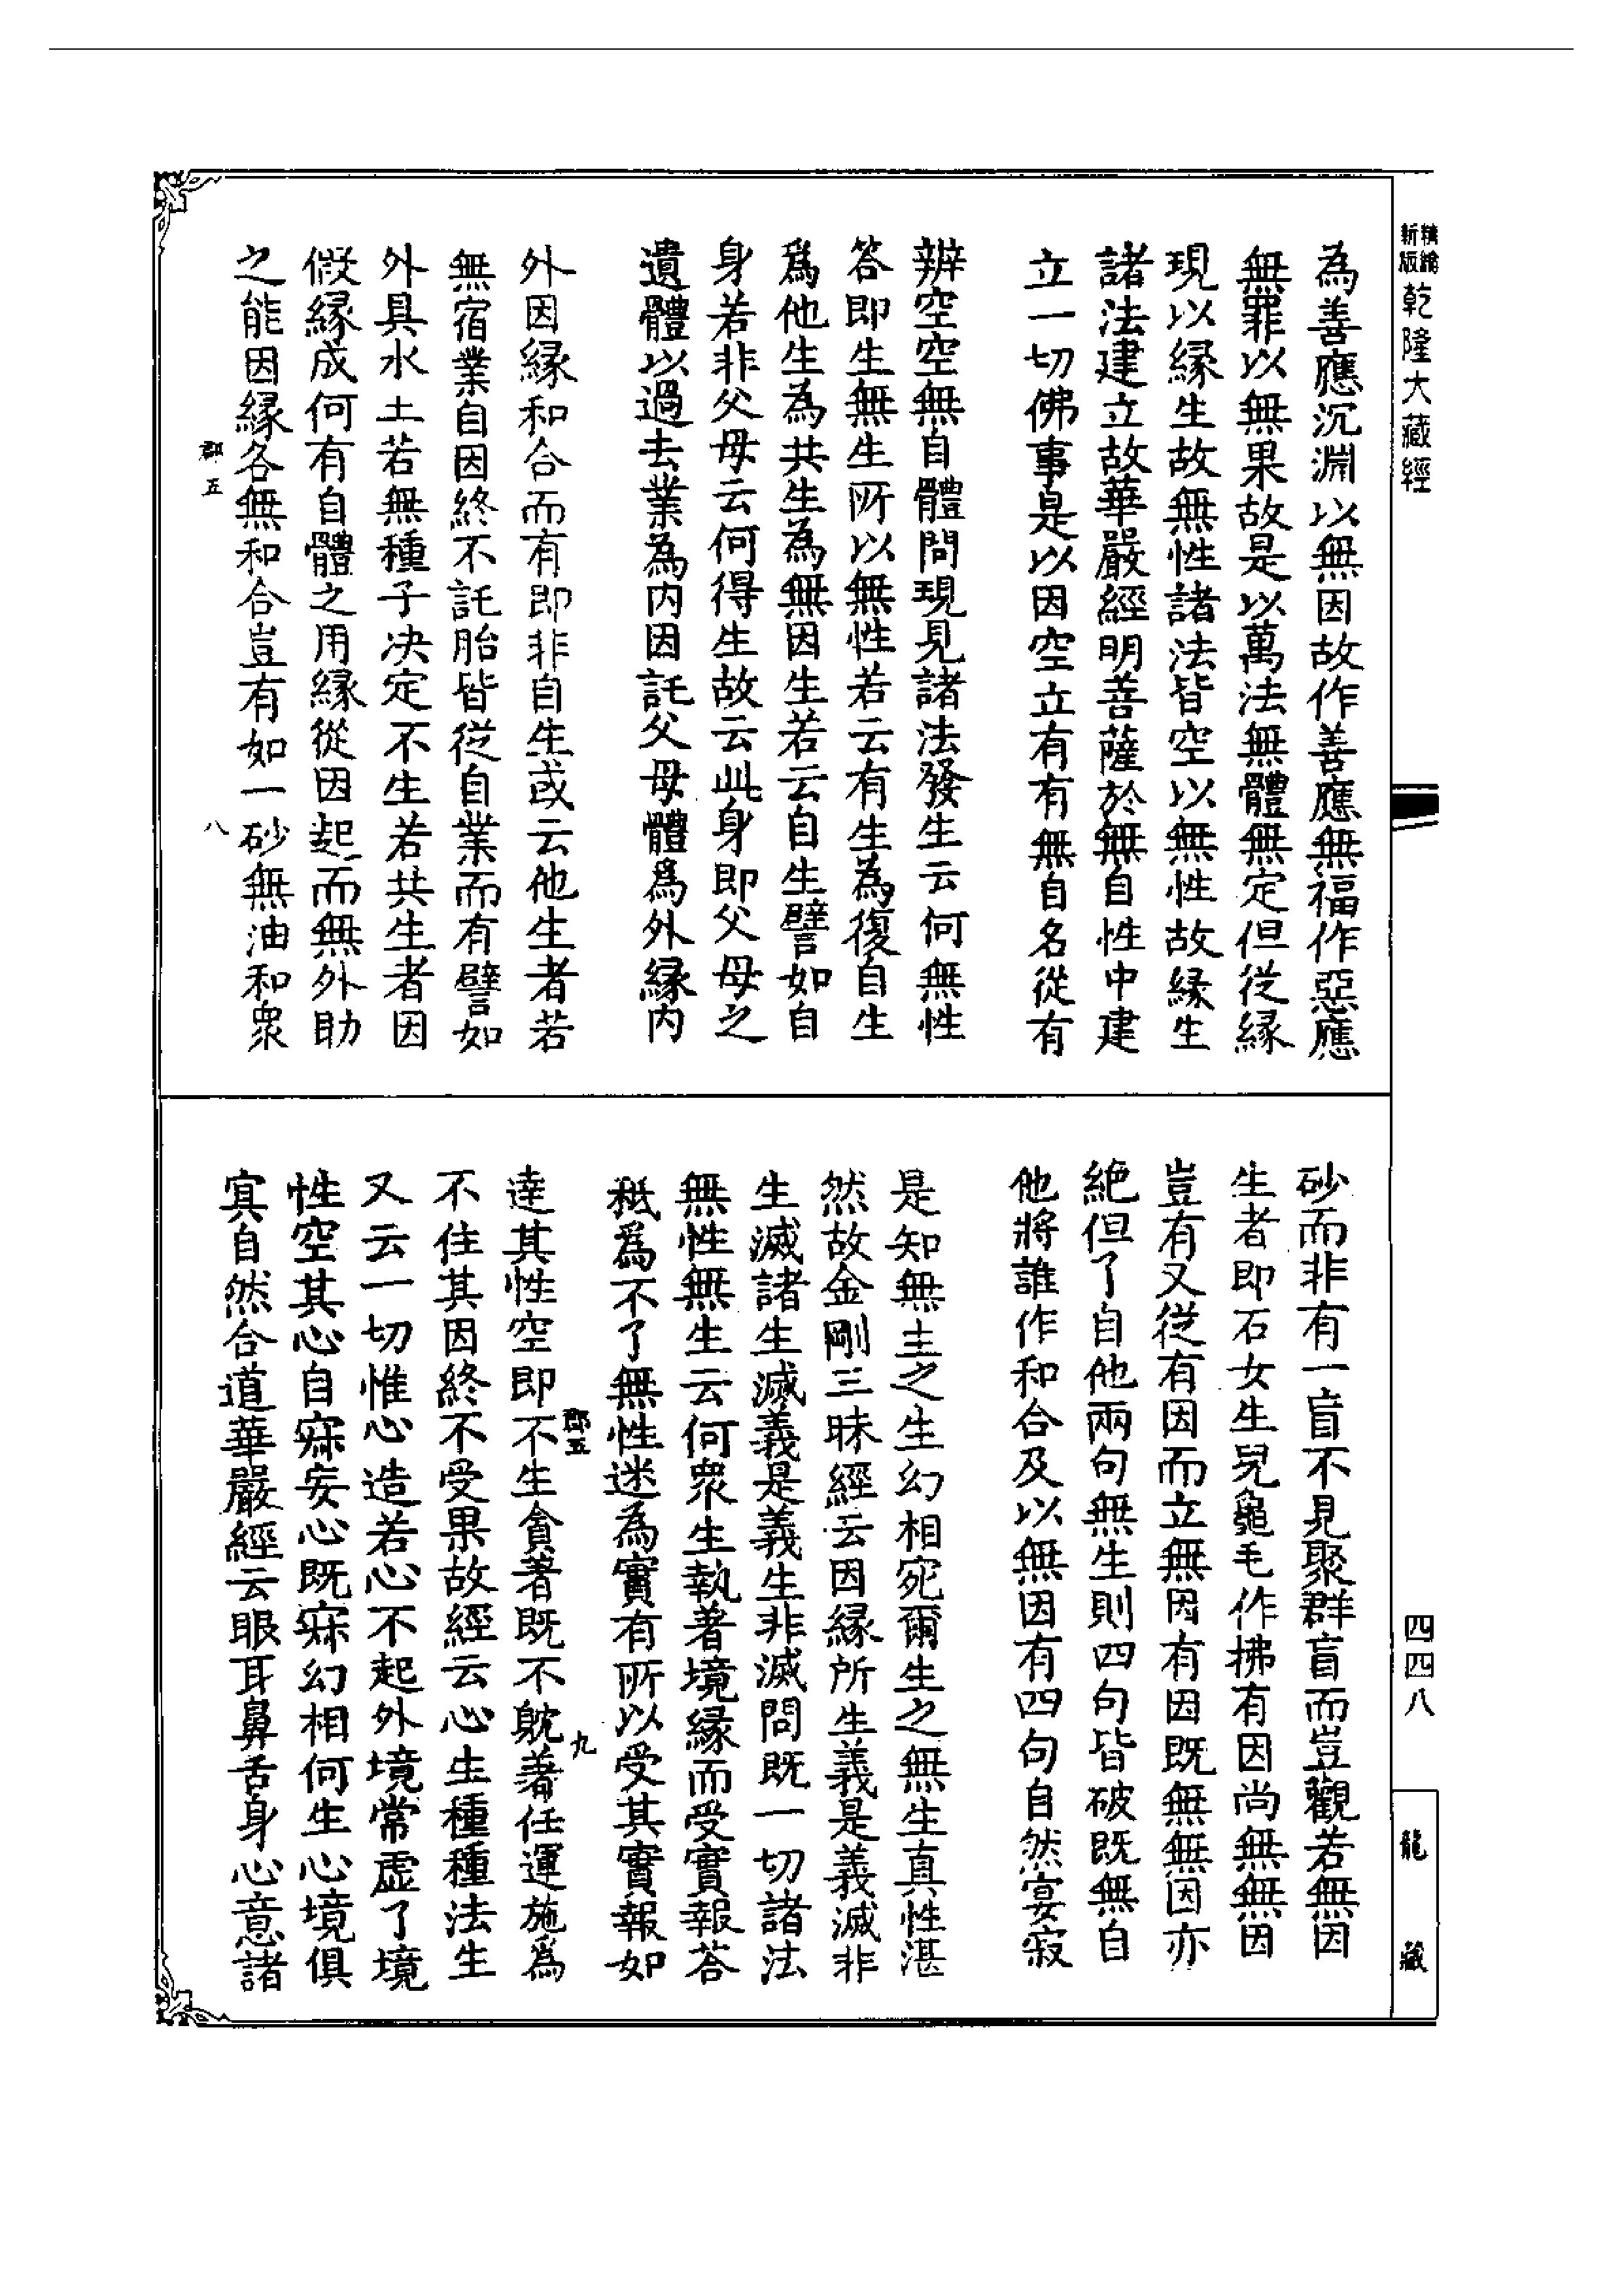 精繪
新版
乾隆大藏經
為善應沉淵以無因故作善應無福作惡應
無罪以無果故是以萬法無體無定但從緣
現以緣生故無性諸法皆空以無性故緣生
諸法建立故華嚴經明善薩於無自性中建
立一切佛事是以因空立有有無自名從有
辨空空無自體問現見諸法發生云何無性
答即生無生所以無性若云有生為復自生
為他生為共生為無因生若云自生譬如自
身若非父母云何得生故云此身即父母之
遺體以過去業為內因託父母體為外緣內
外因緣和合而有即非自生或云他生者若
無宿業自因終不託胎皆從自業而有譬如
外具水土若無種子決定不生若共生者因
假緣成何有自體之用緣從因起而無外助
之能因緣各無和合豈有如一砂無油和衆
郡五
八
砂而非有一盲不見聚群盲而豈觀若無因
生者即石女生兒龜毛作拂有因尚無無因
豈有又從有因而立無因有因既無無因亦
絕但了自他兩句無生則四句皆破既無自
他將誰作和合及以無因有四句自然冥寂
是知無生之生幻相宛爾生之無生真性湛
然故金剛三昧經云因緣所生義是義滅非
生滅諸生滅義是義生非滅問既一切諸法
無性無生云何衆生執著境緣而受實報答
秖為不了無性迷為實有所以受其實報如
郡五
九
達其性空即不生貪著既不躭著任運施為
不住其因終不受果故經云心生種種法生
又云一切惟心造若心不起外境常虛了境
性空其心自寂妄心既寂幻相何生心境俱
冥自然合道華嚴經云眼耳鼻舌身心意諸
四四八
龍藏